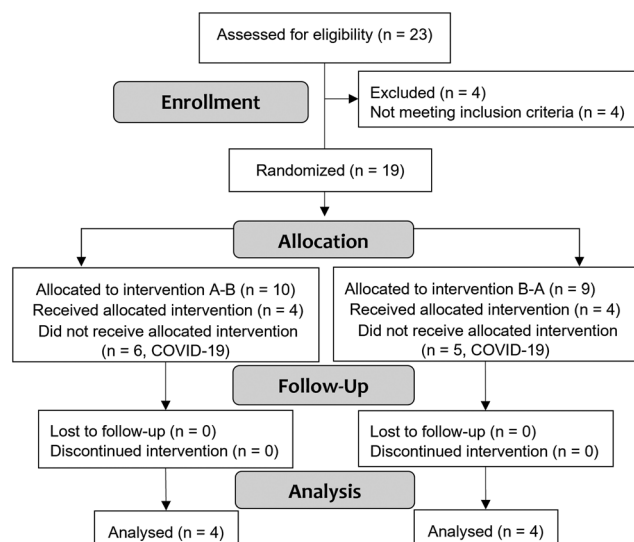 Assessed for eligibility (n = 23)
Enrollment
Excluded (n = 4)
Not meeting inclusion criteria (n = 4)
Randomized (n = 19)
Allocation
Allocated to intervention A-B (n = 10)
Received allocated intervention (n = 4)
Did not receive allocated intervention
(n = 6, COVID-19)
Allocated to intervention B-A (n = 9)
Received allocated intervention (n = 4)
Did not receive allocated intervention
(n = 5, COVID-19)
Follow-Up
Lost to follow-up (n = 0)
Discontinued intervention (n = 0)
Lost to follow-up (n = 0)
Discontinued intervention (n = 0)
Analysis
Analysed (n = 4)
Analysed (n = 4)